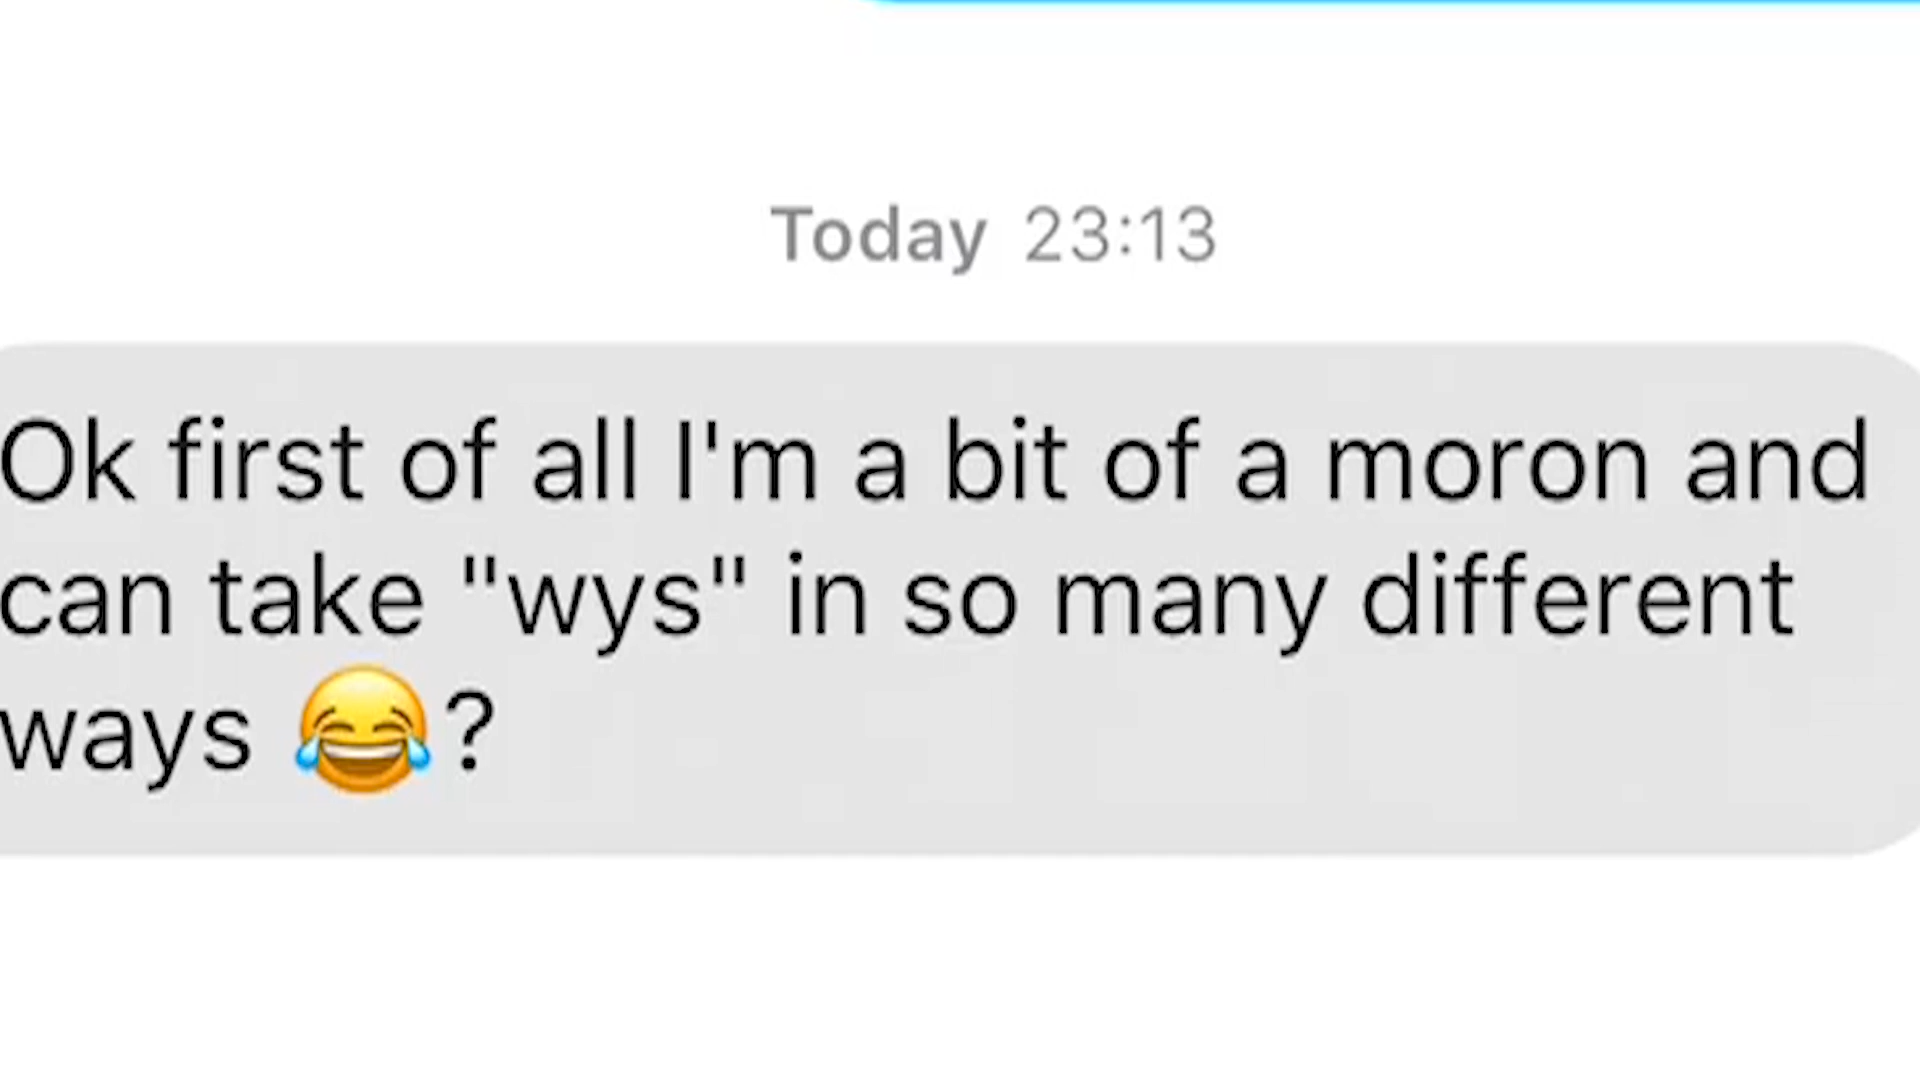 Today 23:13
Ok first of all I'm a bit of a moron and
can take "wys" in so many different
ways 😂?